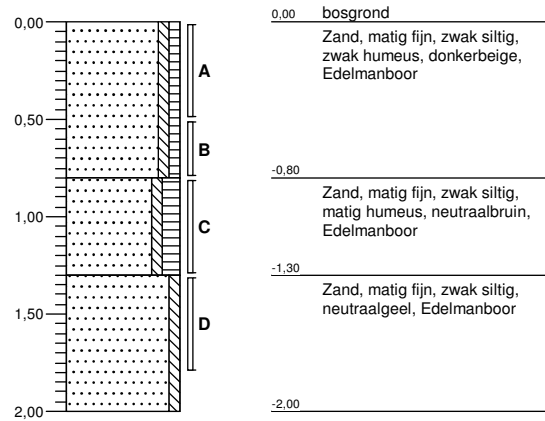 0,00
0,50
1,00
1,50
2,00
A
B
C
D
0,00 bosgrond
Zand, matig fijn, zwak siltig,
zwak humeus, donkerbeige,
Edelmanboor
-0,80
Zand, matig fijn, zwak siltig,
matig humeus, neutraalbruin,
Edelmanboor
-1,30
Zand, matig fijn, zwak siltig,
neutraalgeel, Edelmanboor
-2,00